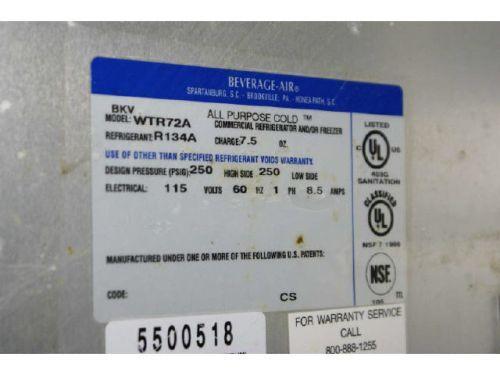 BEVERAGE-AIR®
SPARTANBURG, S.C. - BROOKVILLE, PA. - HONEA PATH, S.C.
BKV ALL PURPOSE COLD ™
MODEL: WTR72A COMMERCIAL REFRIGERATOR AND/OR FREEZER
REFRIGERANT: R134A CHARGE: 7.5 OZ.
USE OF OTHER THAN SPECIFIED REFRIGERANT VOIDS WARRANTY.
DESIGN PRESSURE (PSIG) 250 HIGH SIDE 250 LOW SIDE
ELECTRICAL: 115 VOLTS 60 HZ 1 PH 8.5 AMPS
MANUFACTURED UNDER ONE OR MORE OF THE FOLLOWING U.S. PATENTS:
CODE: CS
LISTED
C UL US
SANITATION
CLASSIFIED
UL
NSF 7 1966
NSE
5500518
FOR WARRANTY SERVICE
CALL
800-888-1255